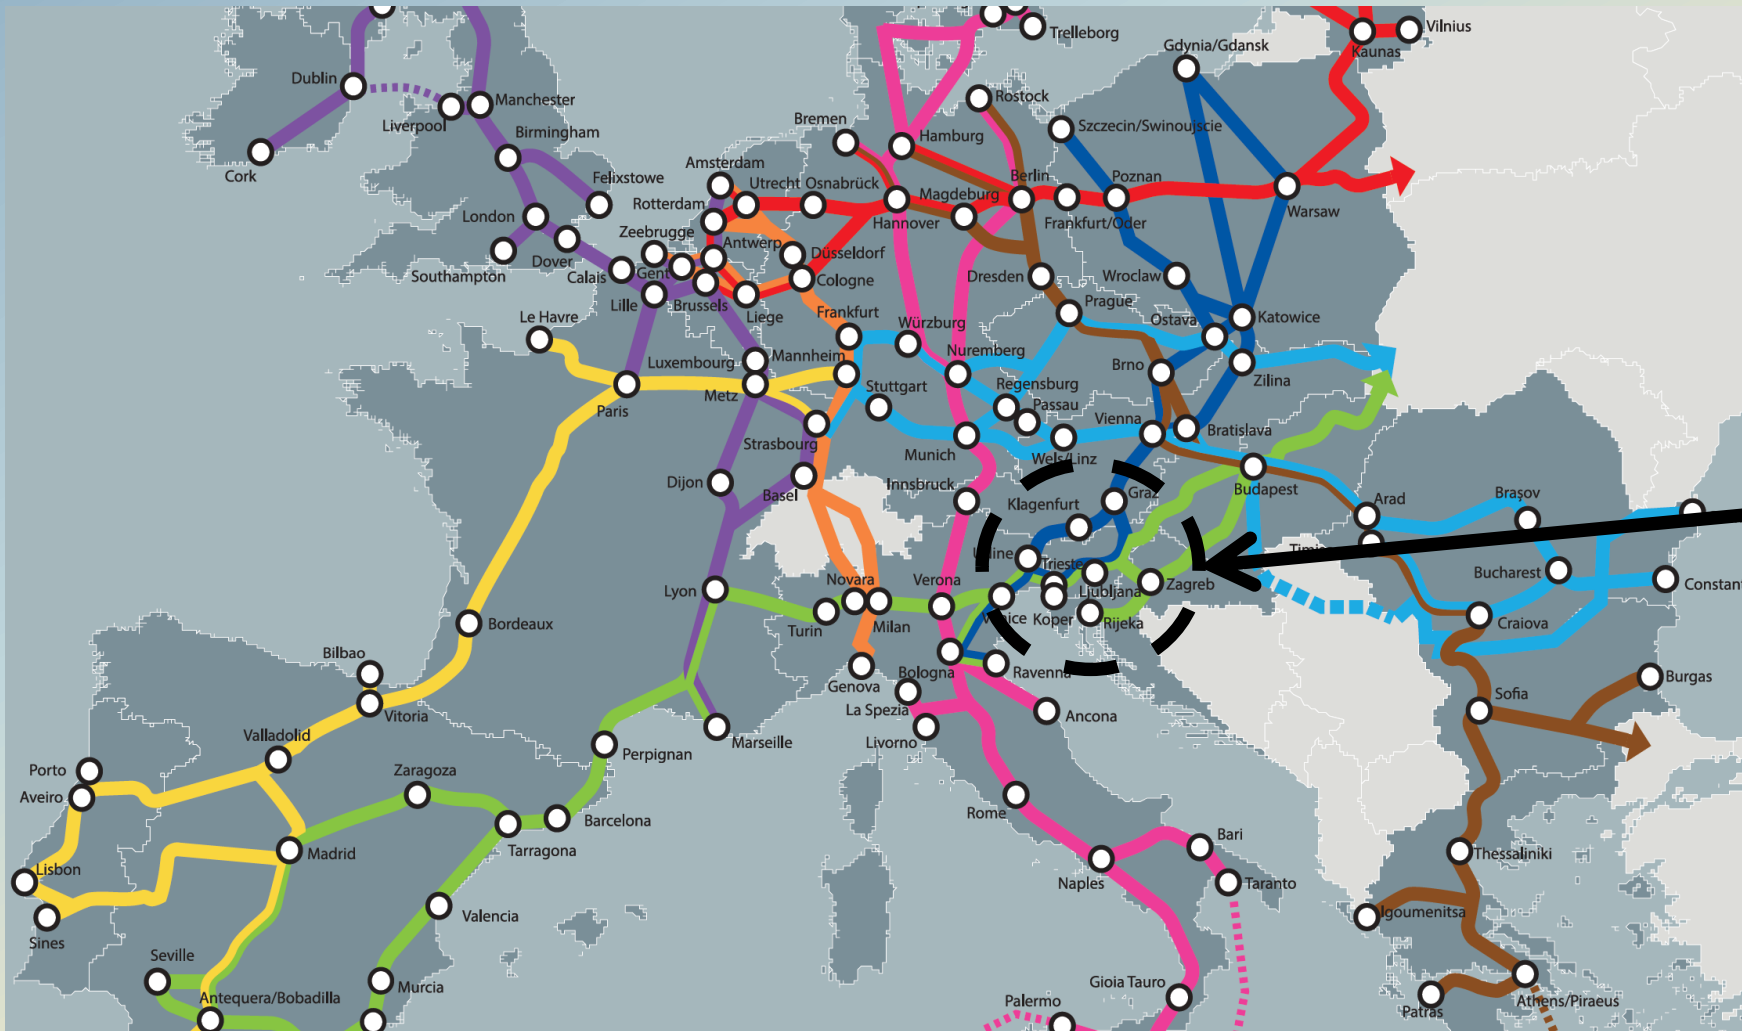 Trelleborg
Vilnius
Kaunas
Gdynia/Gdansk
Dublin
Manchester
Liverpool
Birmingham
Cork
Felixstowe
London
Southampton
Dover
Calais
Rostock
Bremen
Hamburg
Szczecin/Swinoujscie
Amsterdam
Utrecht
Osnabrück
Magdeburg
Berlin
Poznan
Rotterdam
Hannover
Frankfurt/Oder
Warsaw
Zeebrugge
Antwerp
Düsseldorf
Gent
Cologne
Dresden
Wroclaw
Lille
Brussels
Liege
Frankfurt
Prague
Ostava
Katowice
Le Havre
Würzburg
Luxembourg
Mannheim
Nuremberg
Brno
Zilina
Metz
Stuttgart
Regensburg
Paris
Passau
Vienna
Bratislava
Strasbourg
Munich
Wels/Linz
Dijon
Basel
Innsbruck
Klagenfurt
Graz
Budapest
Arad
Braşov
Udine
Trieste
Bucharest
Lyon
Novara
Verona
Ljubljana
Zagreb
Constant
Turin
Milan
Venice
Koper
Rijeka
Craiova
Bordeaux
Bilbao
Genova
Bologna
Ravenna
Burgas
Vitoria
La Spezia
Ancona
Sofia
Valladolid
Marseille
Livorno
Perpignan
Porto
Aveiro
Zaragoza
Rome
Barcelona
Bari
Madrid
Tarragona
Thessaliniki
Lisbon
Naples
Taranto
Valencia
Igoumenitsa
Sines
Seville
Murcia
Gioia Tauro
Antequera/Bobadilla
Palermo
Patras
Athens/Piraeus